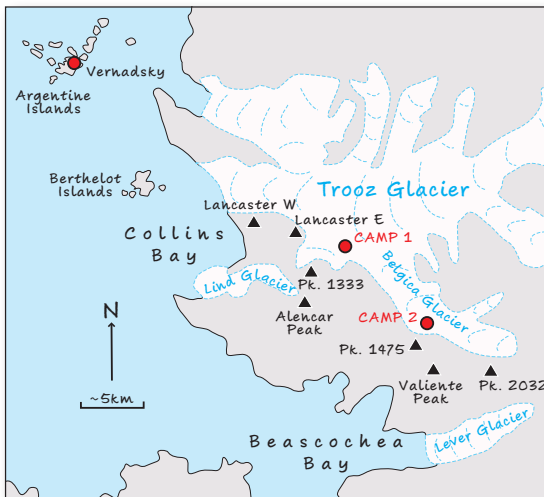 Vernadsky
Argentine
Islands
Berthelot
Islands
Trooz Glacier
Lancaster W
Lancaster E
Collins
Bay
CAMP 1
Belgica Glacier
Lind Glacier
Pk. 1333
Alencar
Peak
CAMP 2
N
Pk. 1475
Valiente
Peak
Pk. 2032
~5km
Beascochea
Bay
Lever Glacier